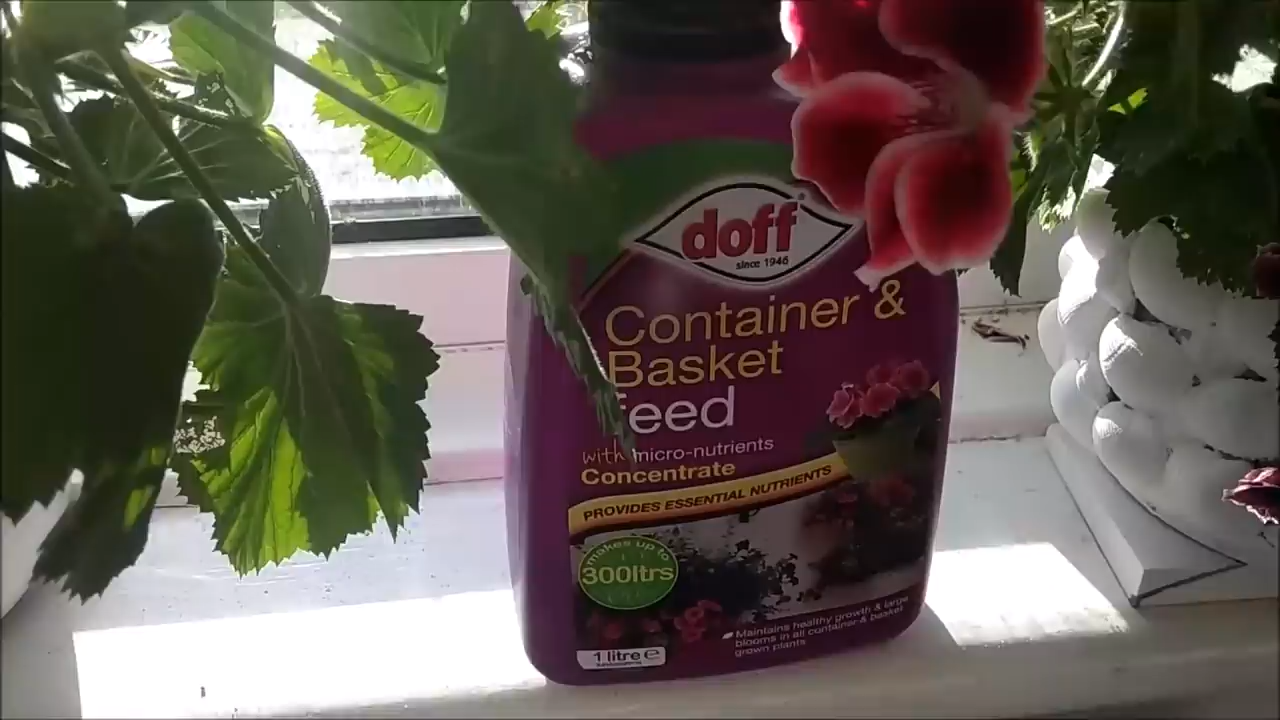 doff
since 1946
Container &
Basket
feed
with micro-nutrients
Concentrate
PROVIDES ESSENTIAL NUTRIENTS
makes up to
300ltrs
Maintains healthy growth & large
blooms in all container & basket
grown plants
1 litre e